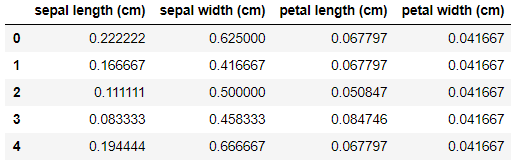 sepal length (cm) sepal width (cm) petal length (cm) petal width (cm)
0 0.222222 0.625000 0.067797 0.041667
1 0.166667 0.416667 0.067797 0.041667
2 0.111111 0.500000 0.050847 0.041667
3 0.083333 0.458333 0.084746 0.041667
4 0.194444 0.666667 0.067797 0.041667